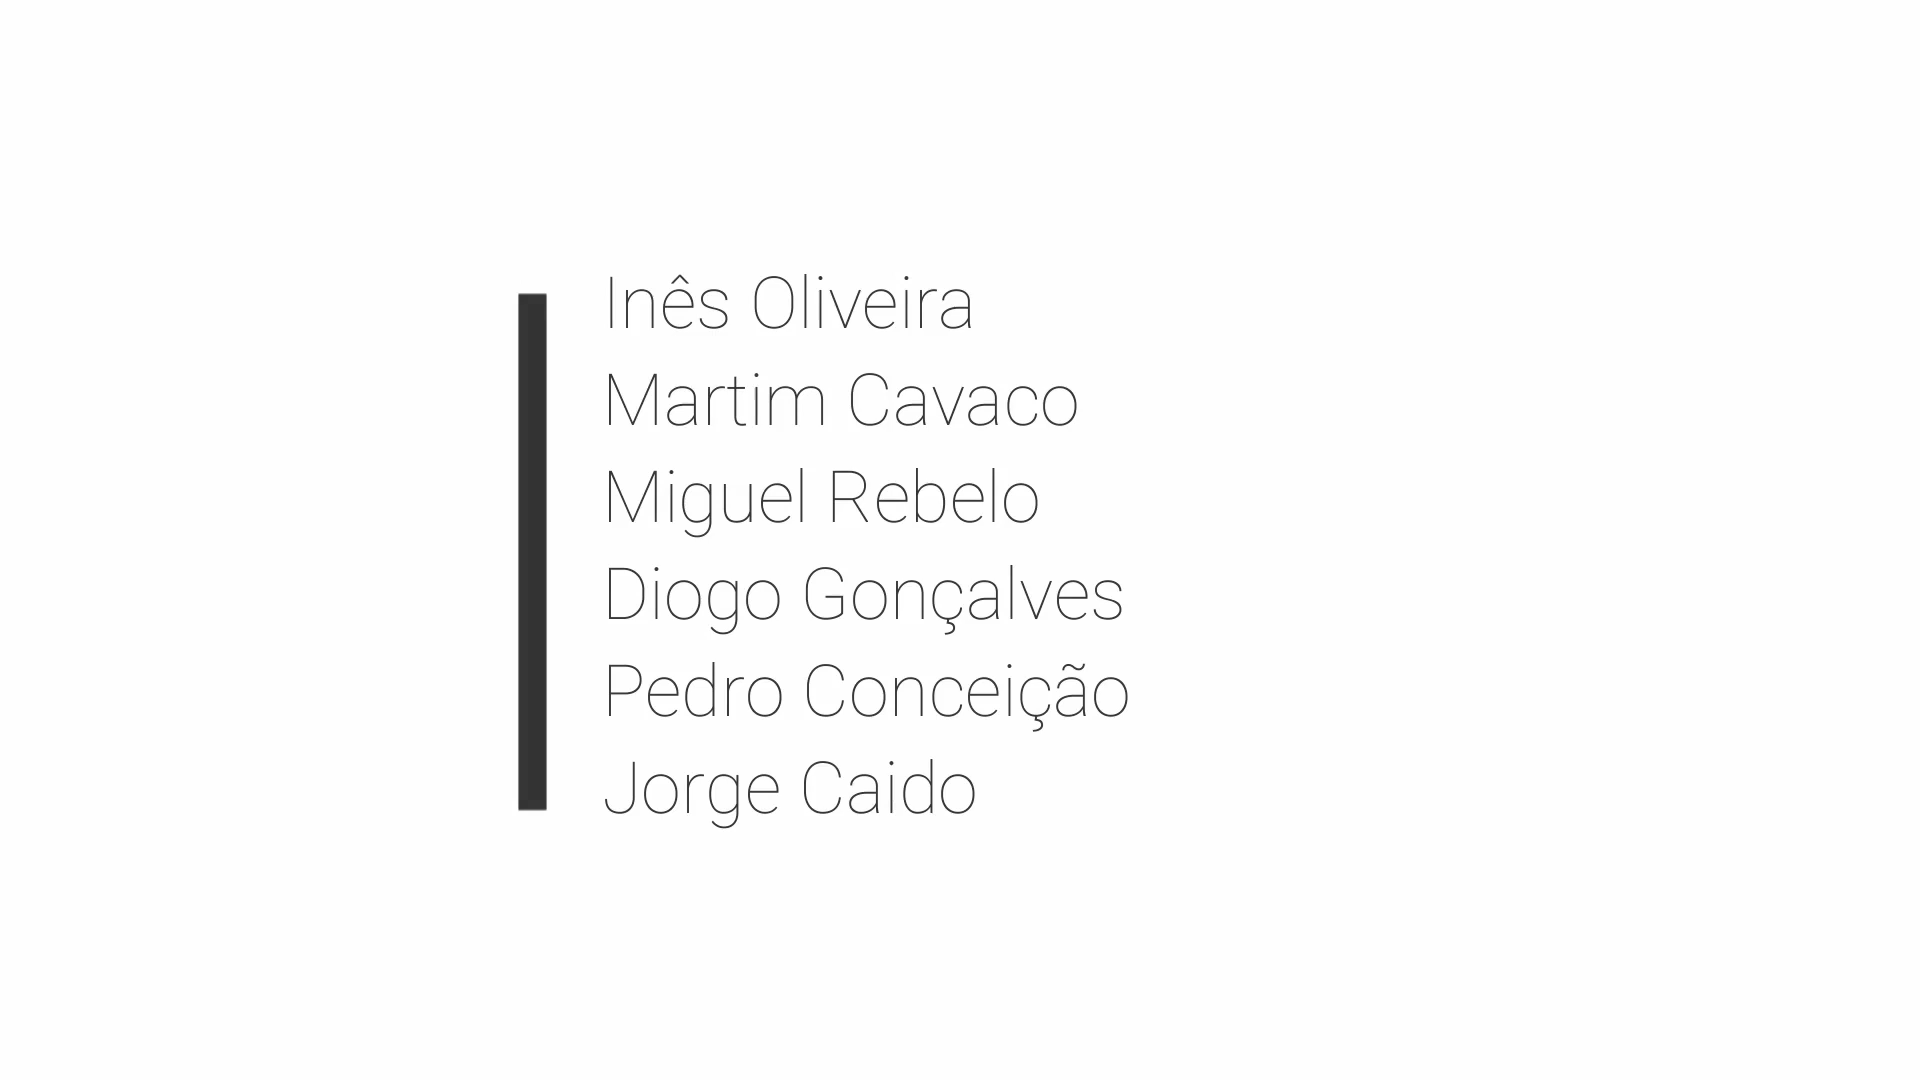 Inês Oliveira
Martim Cavaco
Miguel Rebelo
Diogo Gonçalves
Pedro Conceição
Jorge Caido